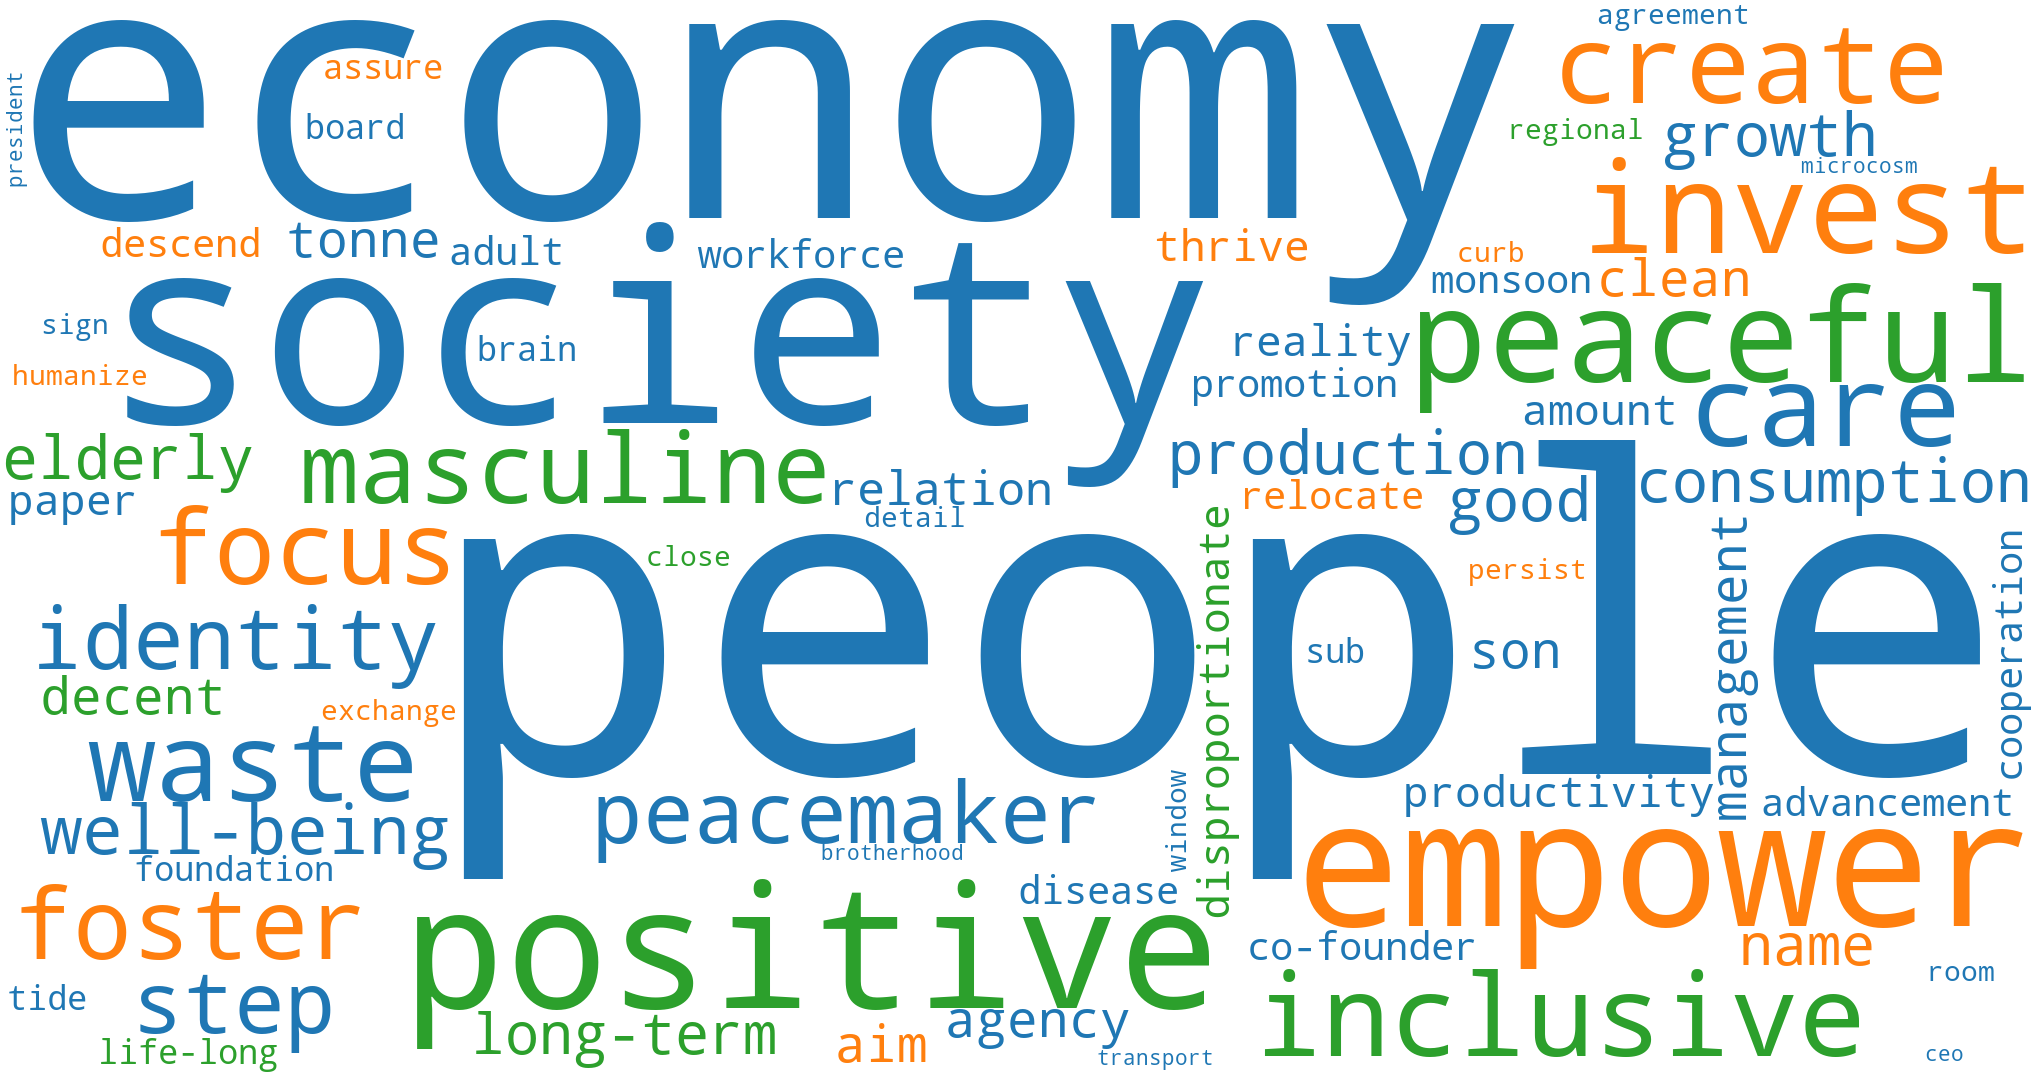 economy
agreement
create
assure
president
board
regional
growth
microcosm
invest
descend
tonne
adult
workforce
thrive
curb
monsoon
clean
society
peaceful
sign
brain
reality
humanize
promotion
amount
care
elderly
masculine
production
consumption
paper
relation
relocate
good
detail
focus
close
people
disproportionate
persist
management
cooperation
identity
sub
son
decent
exchange
waste
peacemaker
window
productivity
advancement
well-being
brotherhood
empower
foundation
disease
foster
positive
co-founder
name
tide
step
room
inclusive
long-term
aim
agency
life-long
transport
ceo